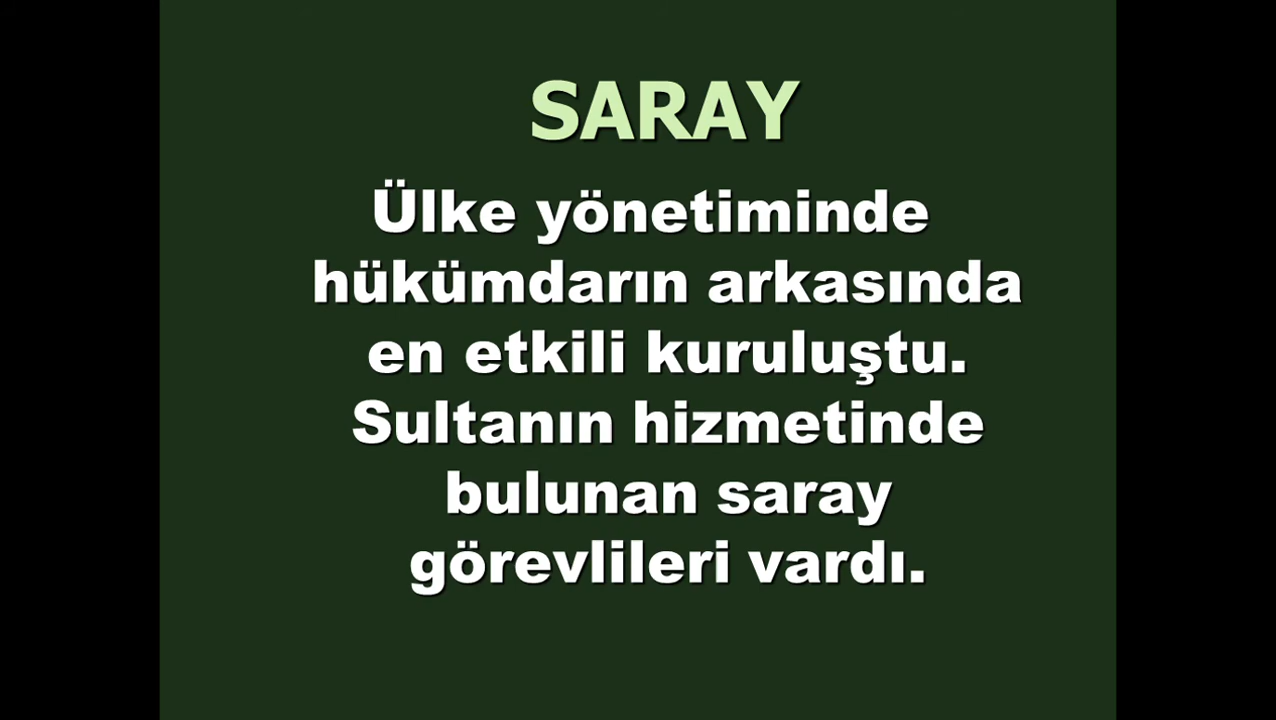 SARAY
Ülke yönetiminde
hükümdarın arkasında
en etkili kuruluştu.
Sultanın hizmetinde
bulunan saray
görevlileri vardı.